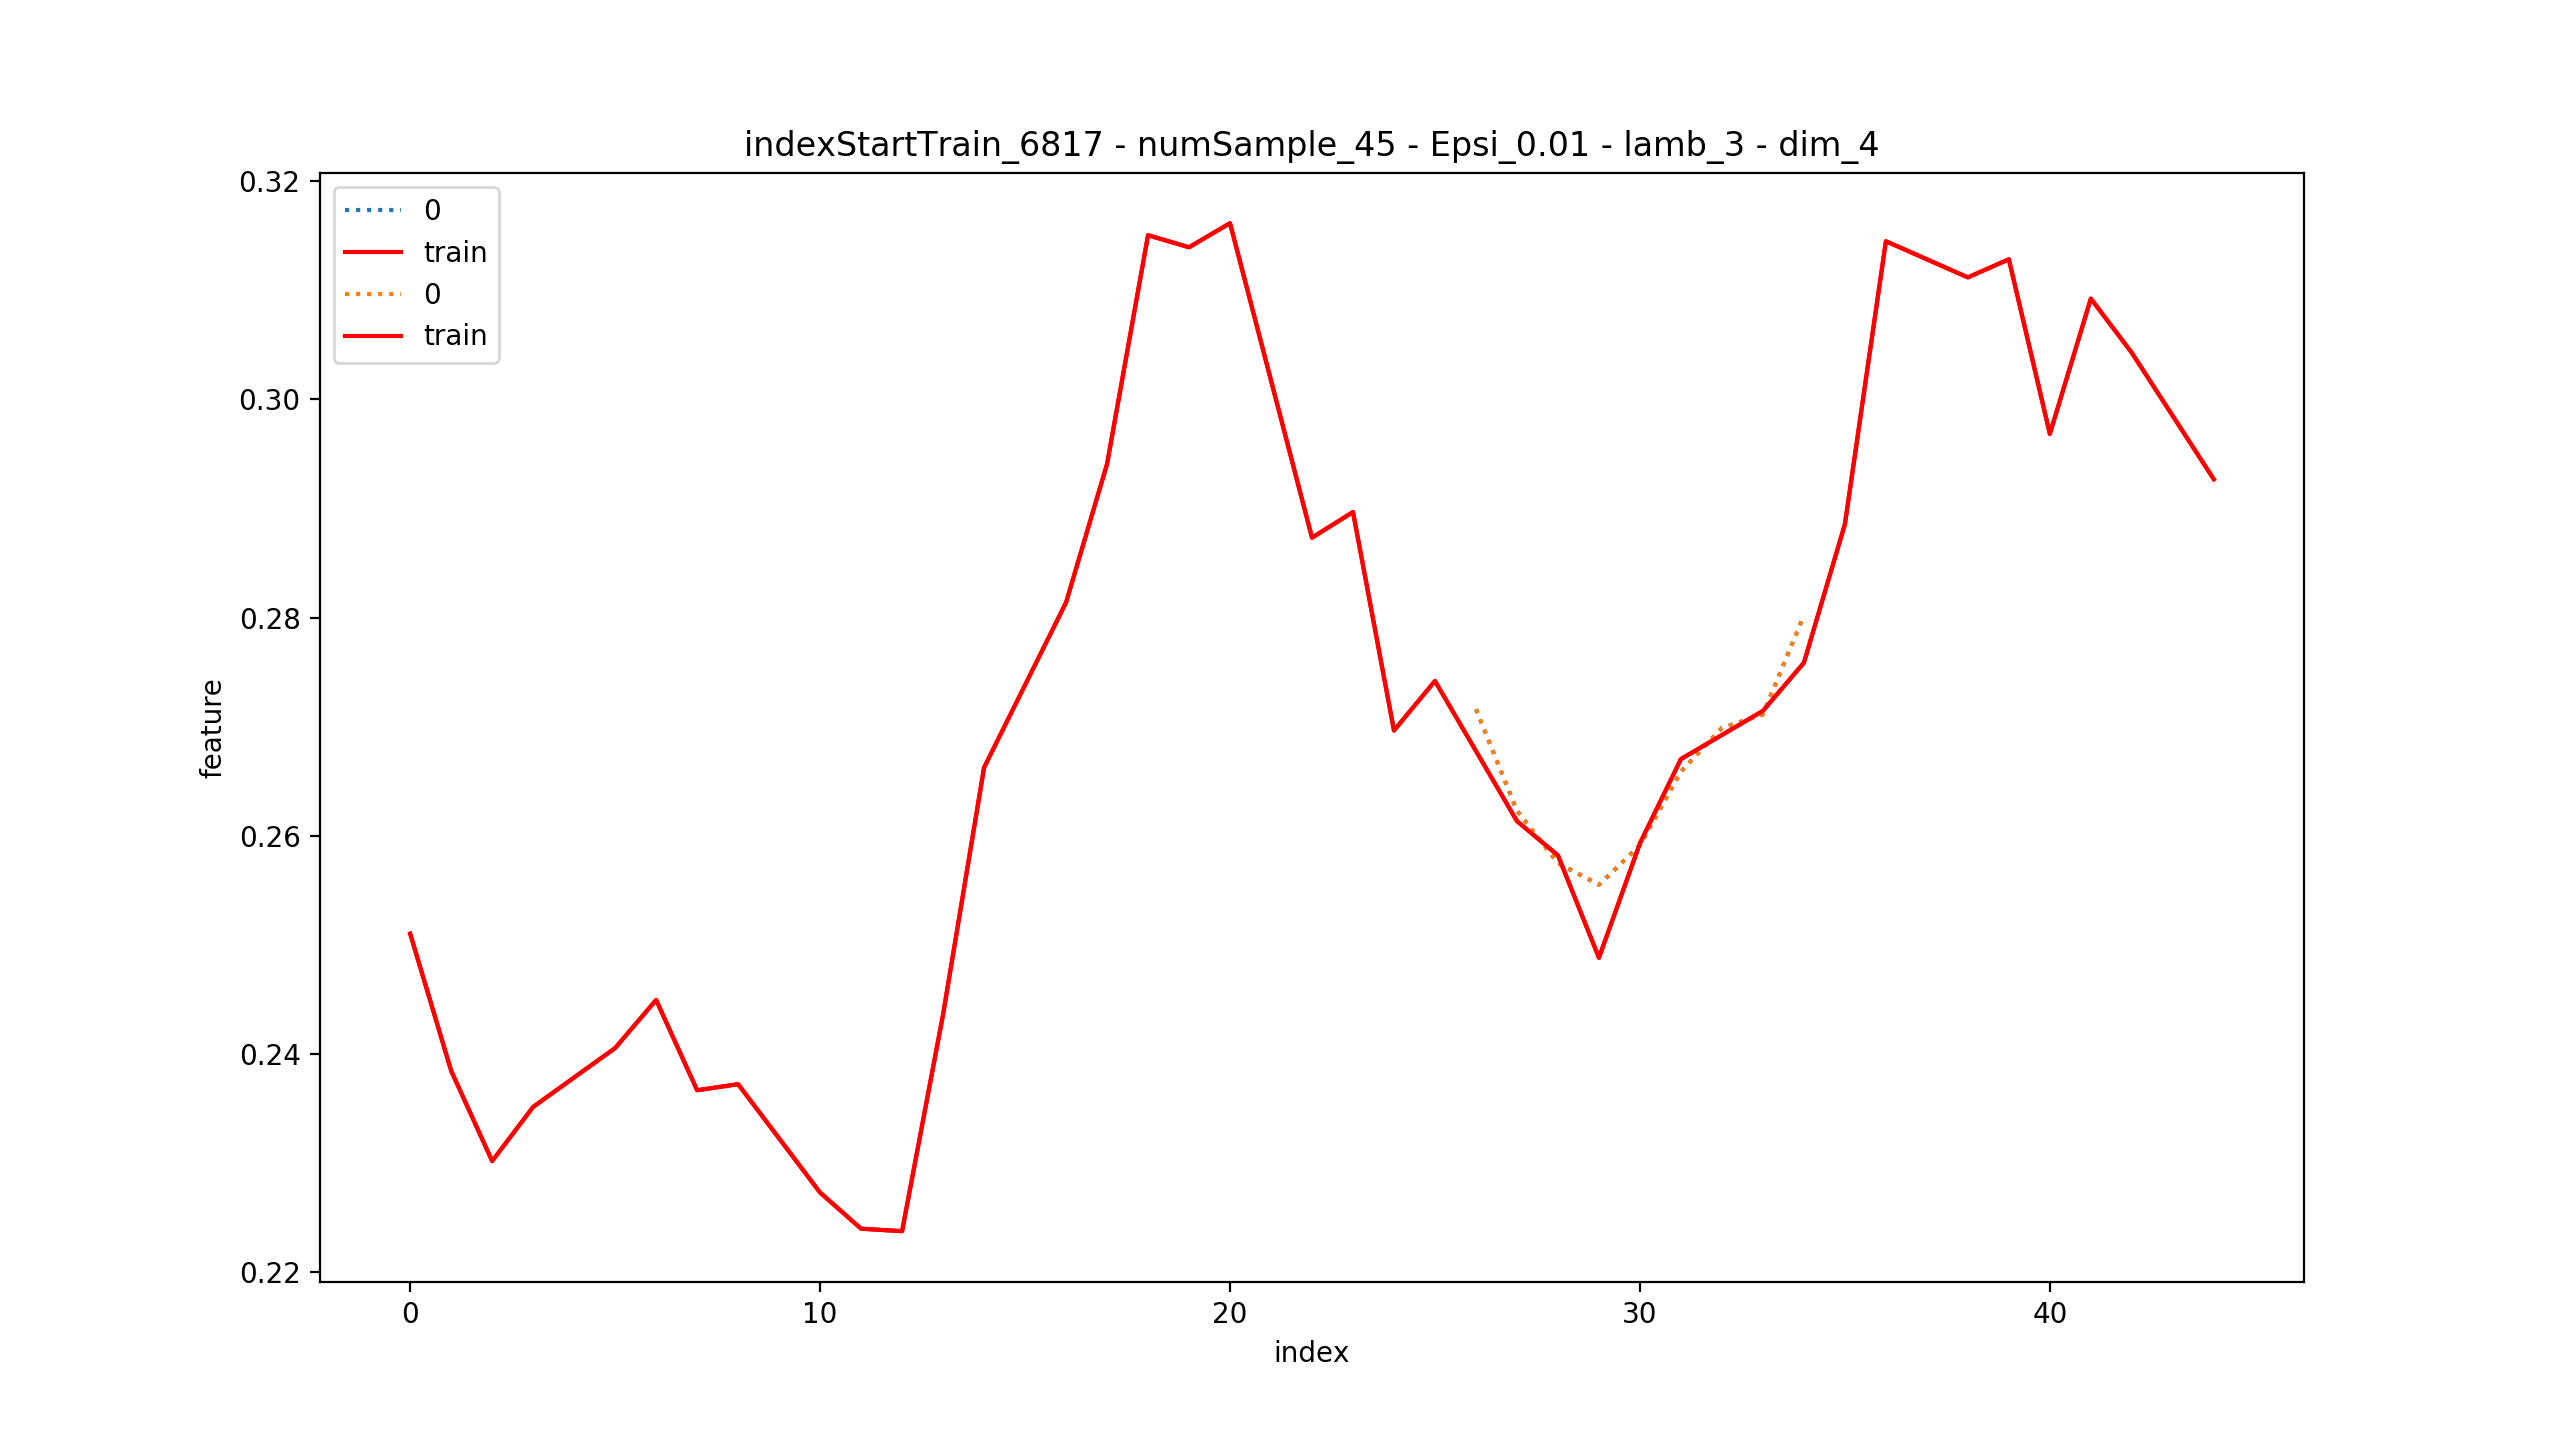 indexStartTrain_6817 - numSample_45 - Epsi_0.01 - lamb_3 - dim_4
0
train
0
train
0.32
0.30
0.28
0.26
0.24
0.22
feature
0 10 20 30 40
index